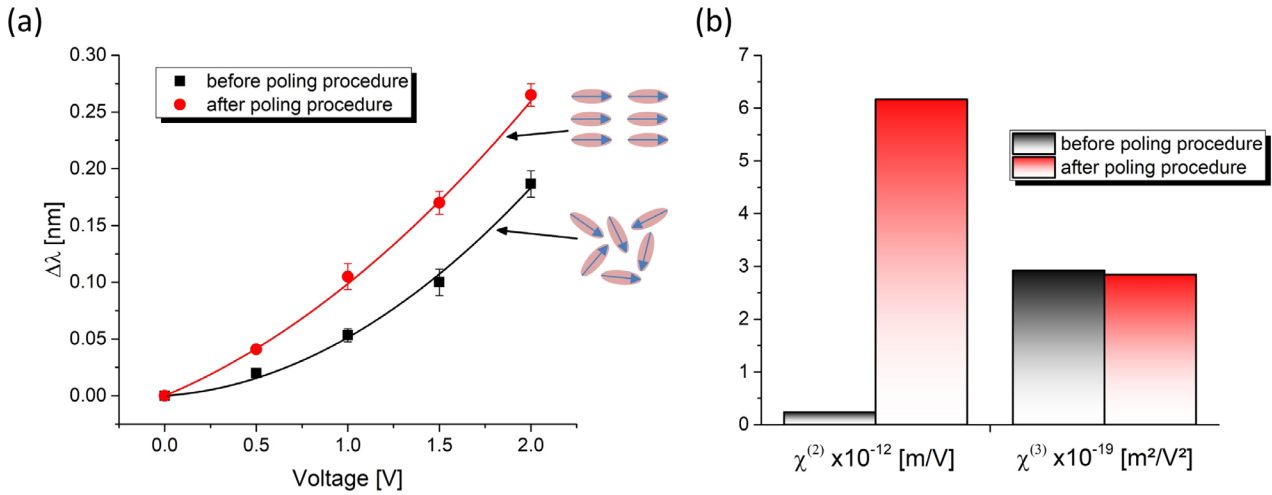 (a)
0.30
0.25
0.20
0.15
0.10
0.05
0.00
Δλ [nm]
before poling procedure
after poling procedure
0.0 0.5 1.0 1.5 2.0
Voltage [V]
(b)
7
6
5
4
3
2
1
0
before poling procedure
after poling procedure
χ⁽²⁾ x10⁻¹² [m/V]
χ⁽³⁾ x10⁻¹⁹ [m²/V²]